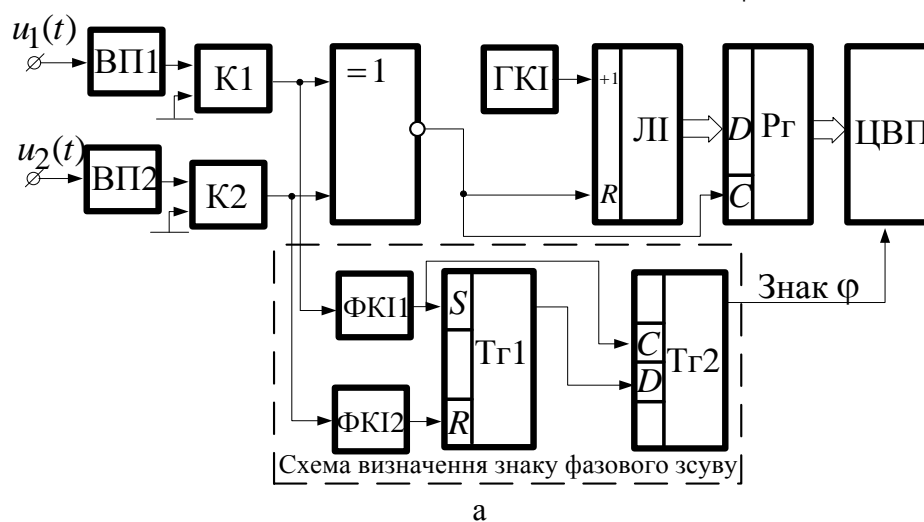 u₁(t)
ВП1
К1
=1
ГКІ
+1
R
ЛІ
D
C
Рг
ЦВП
u₂(t)
ВП2
К2
ФКІ1
ФКІ2
S
R
Тг1
C
D
Тг2
Знак φ
Схема визначення знаку фазового зсуву
а